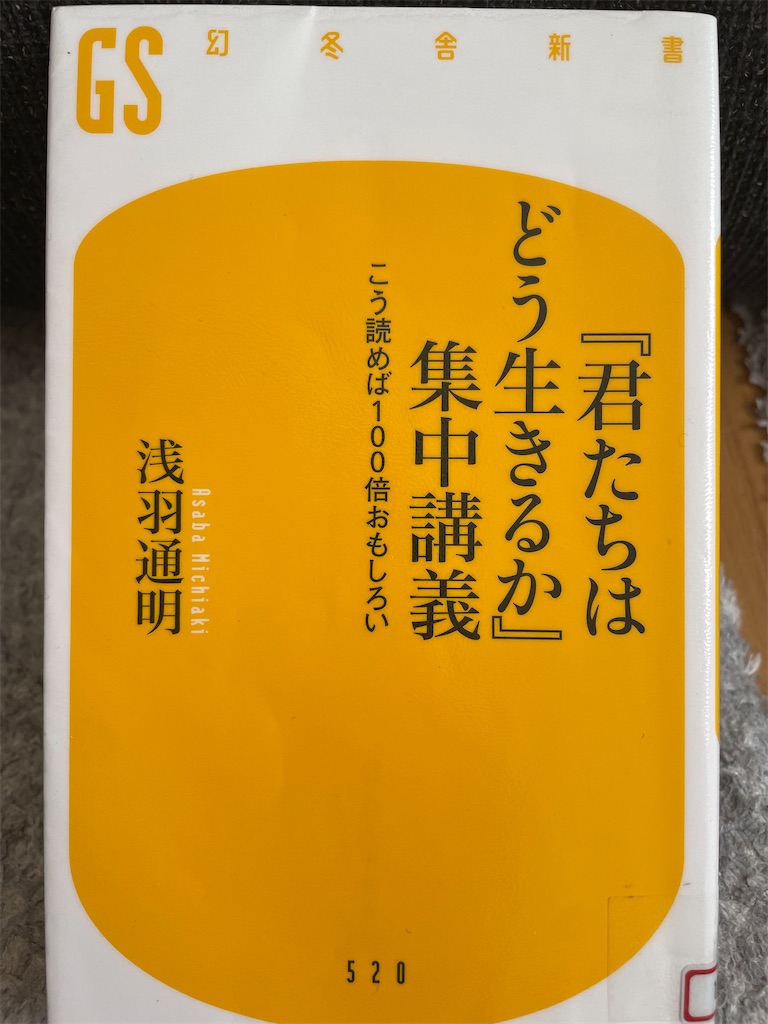 GS
幻冬舎新書
『君たちは
どう生きるか』
集中講義
こう読めば100倍おもしろい
浅羽通明
Asaba Michiaki
520